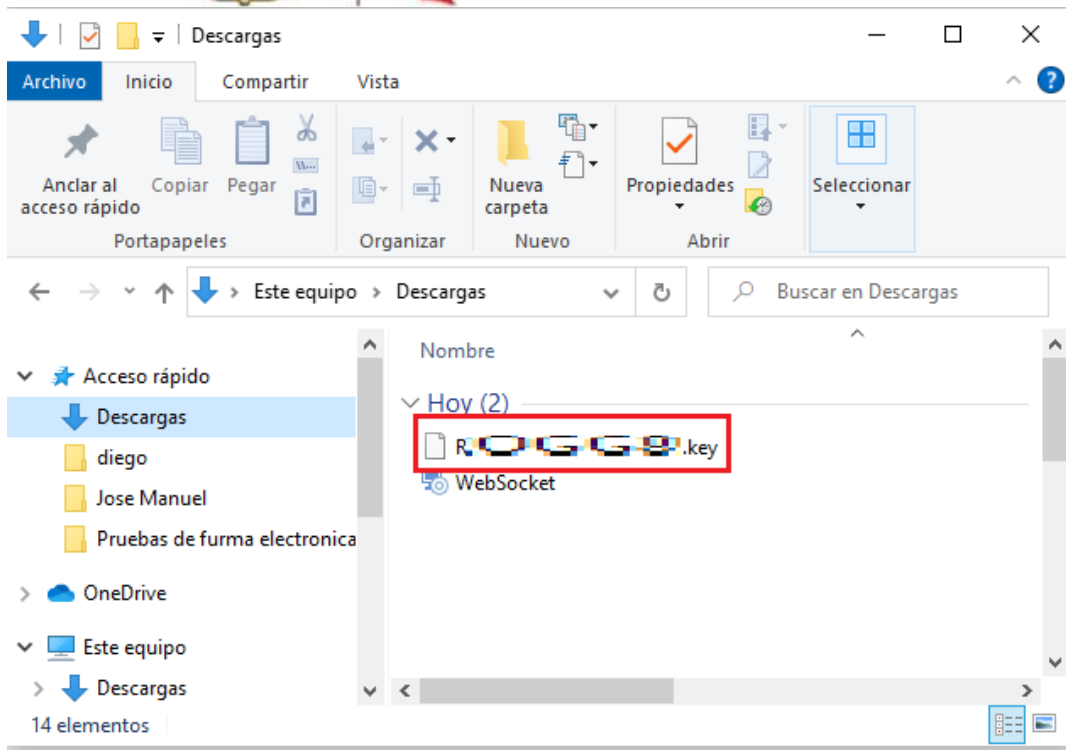 Descargas
Archivo Inicio Compartir Vista
Anclar al acceso rápido
Copiar
Pegar
Nueva carpeta
Propiedades
Seleccionar
Portapapeles Organizar Nuevo Abrir
Este equipo > Descargas
Buscar en Descargas
Acceso rápido
Descargas
diego
Jose Manuel
Pruebas de furma electronica
OneDrive
Este equipo
Descargas
Nombre
Hoy (2)
.key
WebSocket
14 elementos